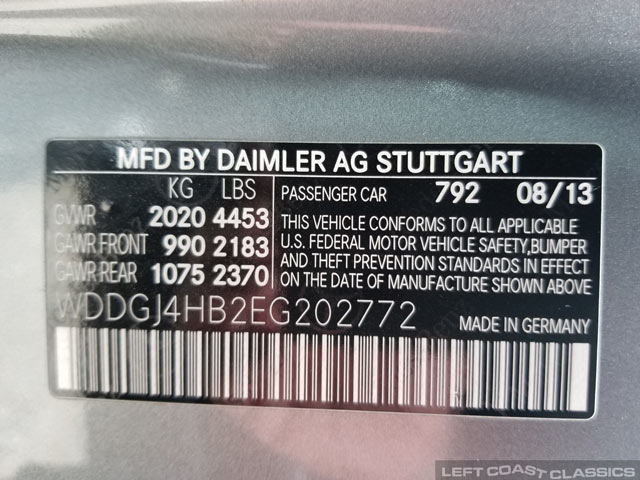 MFD BY DAIMLER AG STUTTGART
KG LBS
GVWR 2020 4453
GAWR FRONT 990 2183
GAWR REAR 1075 2370
PASSENGER CAR 792 08/13
THIS VEHICLE CONFORMS TO ALL APPLICABLE
U.S. FEDERAL MOTOR VEHICLE SAFETY,BUMPER
AND THEFT PREVENTION STANDARDS IN EFFECT
ON THE DATE OF MANUFACTURE SHOWN ABOVE
WDDGJ4HB2EG202772 MADE IN GERMANY
LEFT COAST CLASSICS